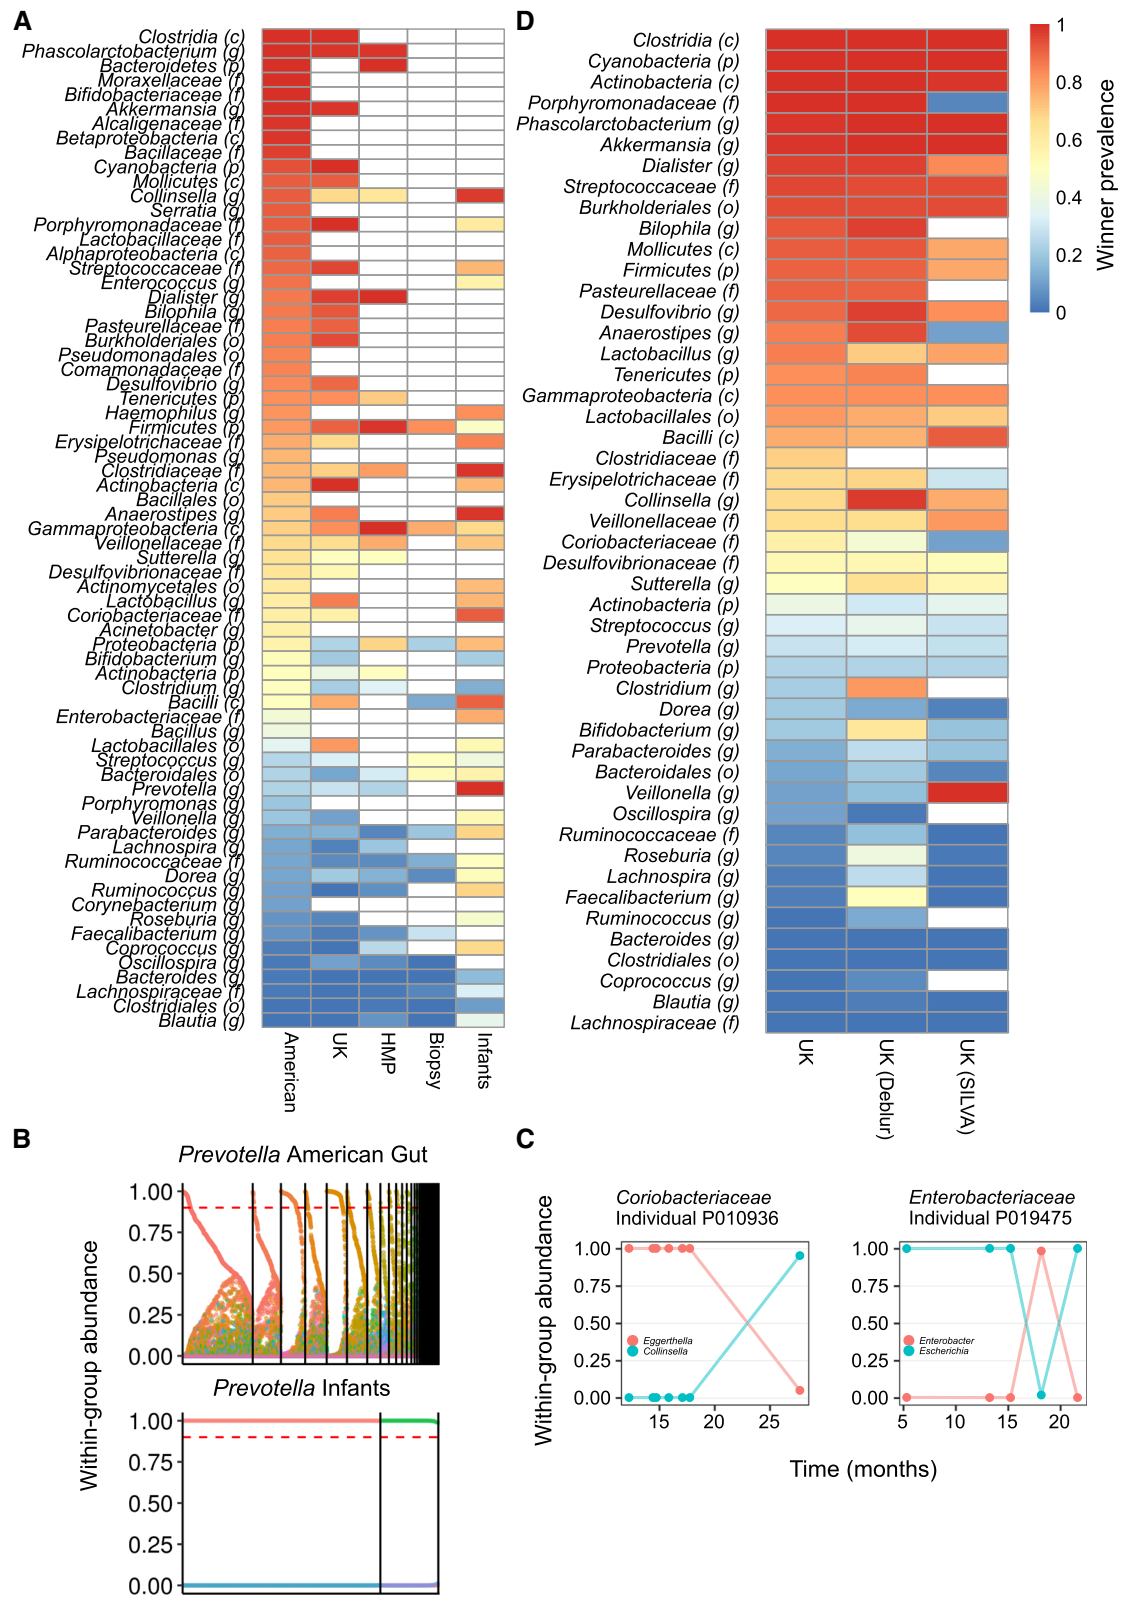 A
Clostridia (c)
Phascolarctobacterium (g)
Bacteroidetes (p)
Moraxellaceae (f)
Bifidobacteriaceae (f)
Akkermansia (g)
Alcaligenaceae (f)
Betaproteobacteria (c)
Bacillaceae (f)
Cyanobacteria (p)
Mollicutes (c)
Collinsella (g)
Serratia (g)
Porphyromonadaceae (f)
Lactobacillaceae (f)
Alphaproteobacteria (c)
Streptococcaceae (f)
Enterococcus (g)
Dialister (g)
Bilophila (g)
Pasteurellaceae (f)
Burkholderiales (o)
Pseudomonadales (o)
Comamonadaceae (f)
Desulfovibrio (g)
Tenericutes (p)
Haemophilus (g)
Firmicutes (p)
Erysipelotrichaceae (f)
Pseudomonas (g)
Clostridiaceae (f)
Actinobacteria (c)
Bacillales (o)
Anaerostipes (g)
Gammaproteobacteria (c)
Veillonellaceae (f)
Sutterella (g)
Desulfovibrionaceae (f)
Actinomycetales (o)
Lactobacillus (g)
Coriobacteriaceae (f)
Acinetobacter (g)
Proteobacteria (p)
Bifidobacterium (g)
Actinobacteria (p)
Clostridium (g)
Bacilli (c)
Enterobacteriaceae (f)
Bacillus (g)
Lactobacillales (o)
Streptococcus (g)
Bacteroidales (o)
Prevotella (g)
Porphyromonas (g)
Veillonella (g)
Parabacteroides (g)
Lachnospira (g)
Ruminococcaceae (f)
Dorea (g)
Ruminococcus (g)
Corynebacterium (g)
Roseburia (g)
Faecalibacterium (g)
Coprococcus (g)
Oscillospira (g)
Bacteroides (g)
Lachnospiraceae (f)
Clostridiales (o)
Blautia (g)
American
UK
HMP
Biopsy
Infants
D
Clostridia (c)
Cyanobacteria (p)
Actinobacteria (c)
Porphyromonadaceae (f)
Phascolarctobacterium (g)
Akkermansia (g)
Dialister (g)
Streptococcaceae (f)
Burkholderiales (o)
Bilophila (g)
Mollicutes (c)
Firmicutes (p)
Pasteurellaceae (f)
Desulfovibrio (g)
Anaerostipes (g)
Lactobacillus (g)
Tenericutes (p)
Gammaproteobacteria (c)
Lactobacillales (o)
Bacilli (c)
Clostridiaceae (f)
Erysipelotrichaceae (f)
Collinsella (g)
Veillonellaceae (f)
Coriobacteriaceae (f)
Desulfovibrionaceae (f)
Sutterella (g)
Actinobacteria (p)
Streptococcus (g)
Prevotella (g)
Proteobacteria (p)
Clostridium (g)
Dorea (g)
Bifidobacterium (g)
Parabacteroides (g)
Bacteroidales (o)
Veillonella (g)
Oscillospira (g)
Ruminococcaceae (f)
Roseburia (g)
Lachnospira (g)
Faecalibacterium (g)
Ruminococcus (g)
Bacteroides (g)
Clostridiales (o)
Coprococcus (g)
Blautia (g)
Lachnospiraceae (f)
UK
UK (Deblur)
UK (SILVA)
1
0.8
0.6
0.4
0.2
0
Winner prevalence
B
Prevotella American Gut
1.00
0.75
0.50
0.25
0.00
Prevotella Infants
1.00
0.75
0.50
0.25
0.00
Within-group abundance
C
Coriobacteriaceae
Individual P010936
1.00
0.75
0.50
0.25
0.00
Eggerthella
Collinsella
15
20
25
Enterobacteriaceae
Individual P019475
1.00
0.75
0.50
0.25
0.00
Enterobacter
Escherichia
5
10
15
20
Within-group abundance
Time (months)